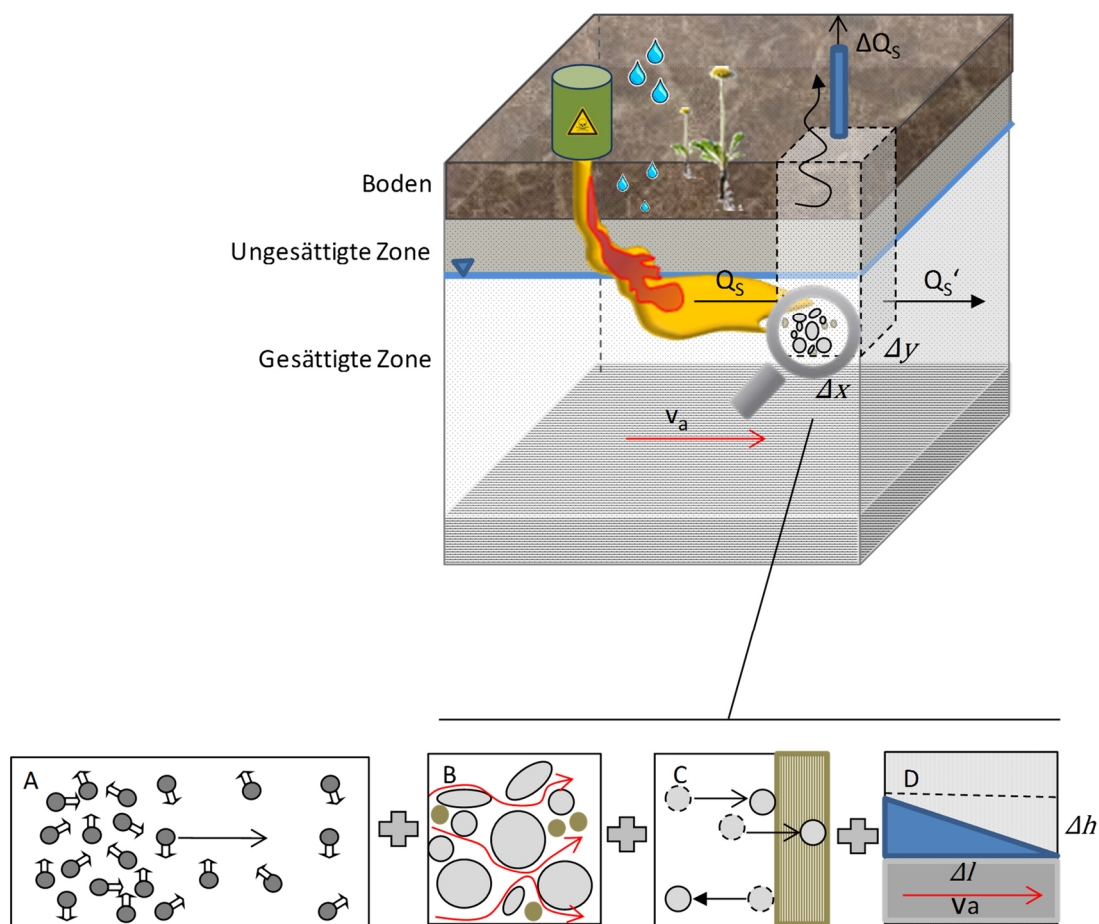 ΔQs
Boden
Ungesättigte Zone
Qs
Qs‘
Gesättigte Zone
Δy
Δx
va
A
B
C
D
Δh
Δl
va